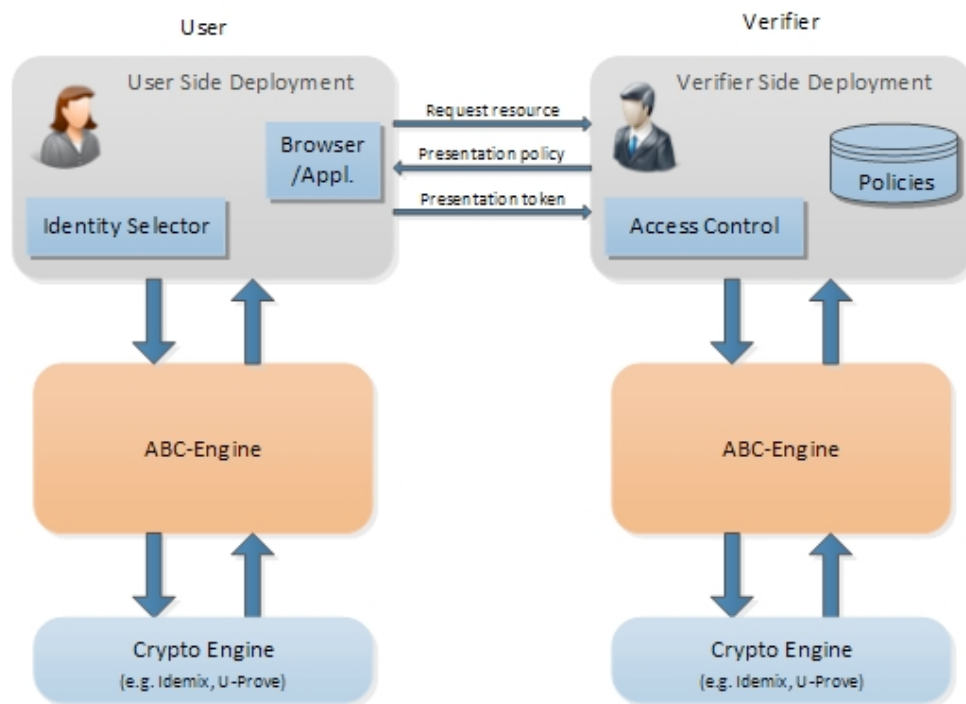 User
Verifier
User Side Deployment
Verifier Side Deployment
Request resource
Browser
/Appl.
Presentation policy
Policies
Presentation token
Identity Selector
Access Control
ABC-Engine
ABC-Engine
Crypto Engine
(e.g. Idemix, U-Prove)
Crypto Engine
(e.g. Idemix, U-Prove)